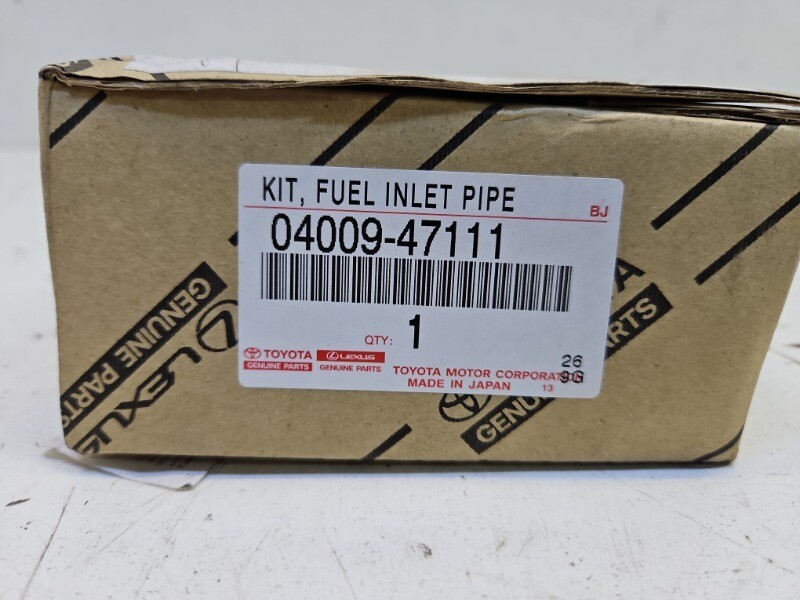 KIT, FUEL INLET PIPE
BJ
04009-47111
QTY: 1
TOYOTA
GENUINE PARTS
LEXUS
GENUINE PARTS
TOYOTA MOTOR CORPORATION
MADE IN JAPAN 13
26
9G
LEXUS
GENUINE PARTS
GENUINE PARTS